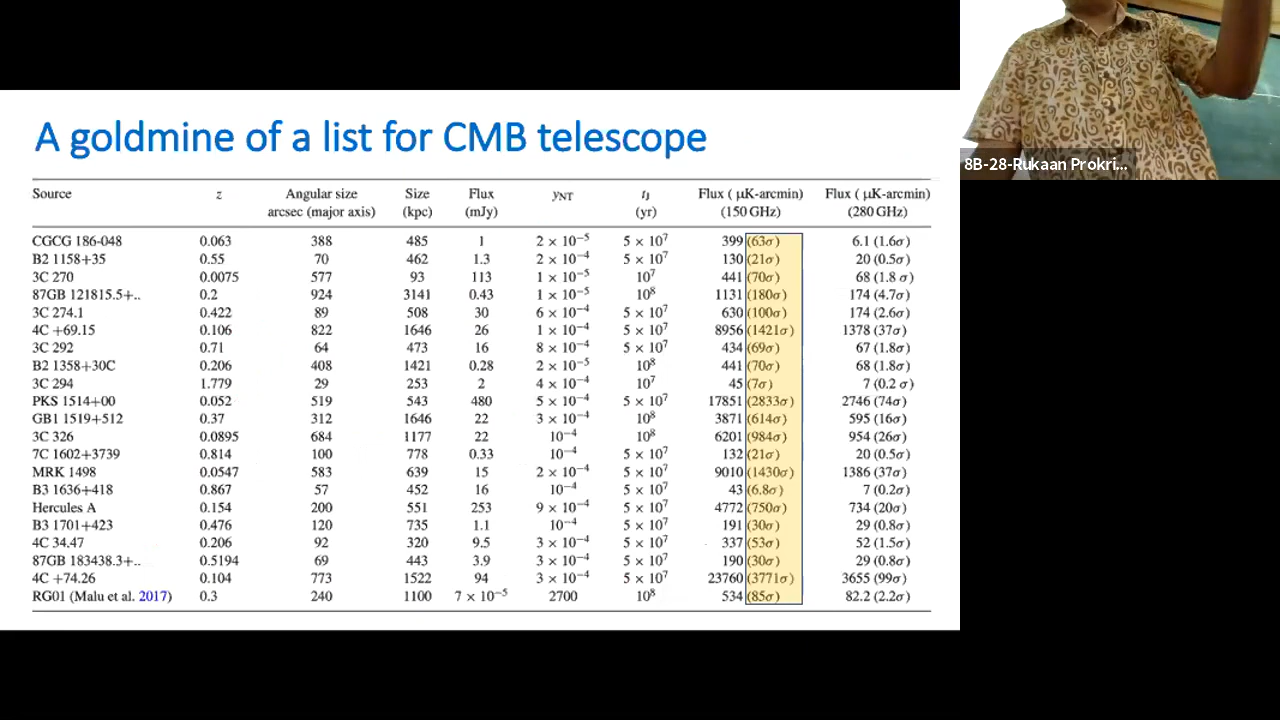 A goldmine of a list for CMB telescope
Source z Angular size Size Flux yNT tJ Flux ( μK-arcmin) Flux ( μK-arcmin)
arcsec (major axis) (kpc) (mJy) (yr) (150 GHz) (280 GHz)
CGCG 186-048 0.063 388 485 1 2 × 10⁻⁵ 5 × 10⁷ 399 (63σ) 6.1 (1.6σ)
B2 1158+35 0.55 70 462 1.3 2 × 10⁻⁴ 5 × 10⁷ 130 (21σ) 20 (0.5σ)
3C 270 0.0075 577 93 113 1 × 10⁻⁵ 10⁷ 441 (70σ) 68 (1.8 σ)
87GB 121815.5+.. 0.2 924 3141 0.43 1 × 10⁻⁵ 10⁸ 1131 (180σ) 174 (4.7σ)
3C 274.1 0.422 89 508 30 6 × 10⁻⁴ 5 × 10⁷ 630 (100σ) 174 (2.6σ)
4C +69.15 0.106 822 1646 26 1 × 10⁻⁴ 5 × 10⁷ 8956 (1421σ) 1378 (37σ)
3C 292 0.71 64 473 16 8 × 10⁻⁴ 5 × 10⁷ 434 (69σ) 67 (1.8σ)
B2 1358+30C 0.206 408 1421 0.28 2 × 10⁻⁵ 10⁸ 441 (70σ) 68 (1.8σ)
3C 294 1.779 29 253 2 4 × 10⁻⁴ 10⁷ 45 (7σ) 7 (0.2 σ)
PKS 1514+00 0.052 519 543 480 5 × 10⁻⁴ 5 × 10⁷ 17851 (2833σ) 2746 (74σ)
GB1 1519+512 0.37 312 1646 22 3 × 10⁻⁴ 10⁸ 3871 (614σ) 595 (16σ)
3C 326 0.0895 684 1177 22 10⁻⁴ 10⁸ 6201 (984σ) 954 (26σ)
7C 1602+3739 0.814 100 778 0.33 10⁻⁴ 5 × 10⁷ 132 (21σ) 20 (0.5σ)
MRK 1498 0.0547 583 639 15 2 × 10⁻⁴ 5 × 10⁷ 9010 (1430σ) 1386 (37σ)
B3 1636+418 0.867 57 452 16 10⁻⁴ 5 × 10⁷ 43 (6.8σ) 7 (0.2σ)
Hercules A 0.154 200 551 253 9 × 10⁻⁴ 5 × 10⁷ 4772 (750σ) 734 (20σ)
B3 1701+423 0.476 120 735 1.1 10⁻⁴ 5 × 10⁷ 191 (30σ) 29 (0.8σ)
4C 34.47 0.206 92 320 9.5 3 × 10⁻⁴ 5 × 10⁷ 337 (53σ) 52 (1.5σ)
87GB 183438.3+.. 0.5194 69 443 3.9 3 × 10⁻⁴ 5 × 10⁷ 190 (30σ) 29 (0.8σ)
4C +74.26 0.104 773 1522 94 3 × 10⁻⁴ 5 × 10⁷ 23760 (3771σ) 3655 (99σ)
RG01 (Malu et al. 2017) 0.3 240 1100 7 × 10⁻⁵ 2700 10⁸ 534 (85σ) 82.2 (2.2σ)
8B-28-Rukaan Prokri...